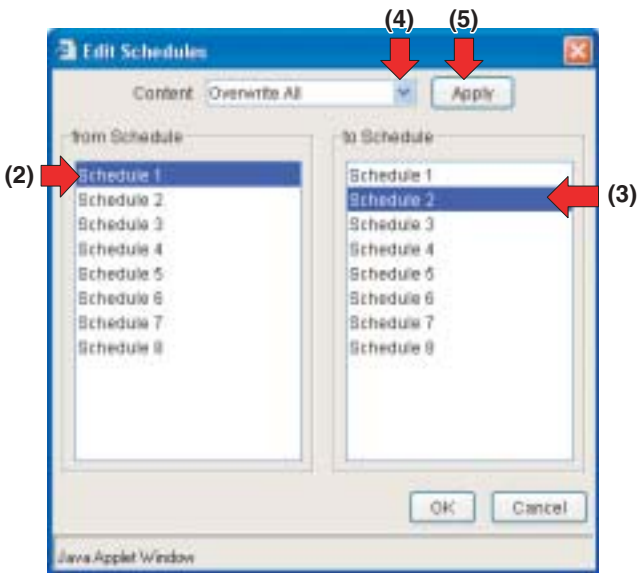 (4) (5)
Edit Schedules
Content Overwrite All Apply
from Schedule
to Schedule
(2)
Schedule 1
Schedule 2
Schedule 3
Schedule 4
Schedule 5
Schedule 6
Schedule 7
Schedule 8
Schedule 1
Schedule 2
Schedule 3
Schedule 4
Schedule 5
Schedule 6
Schedule 7
Schedule 8
(3)
OK Cancel
Java Applet Window